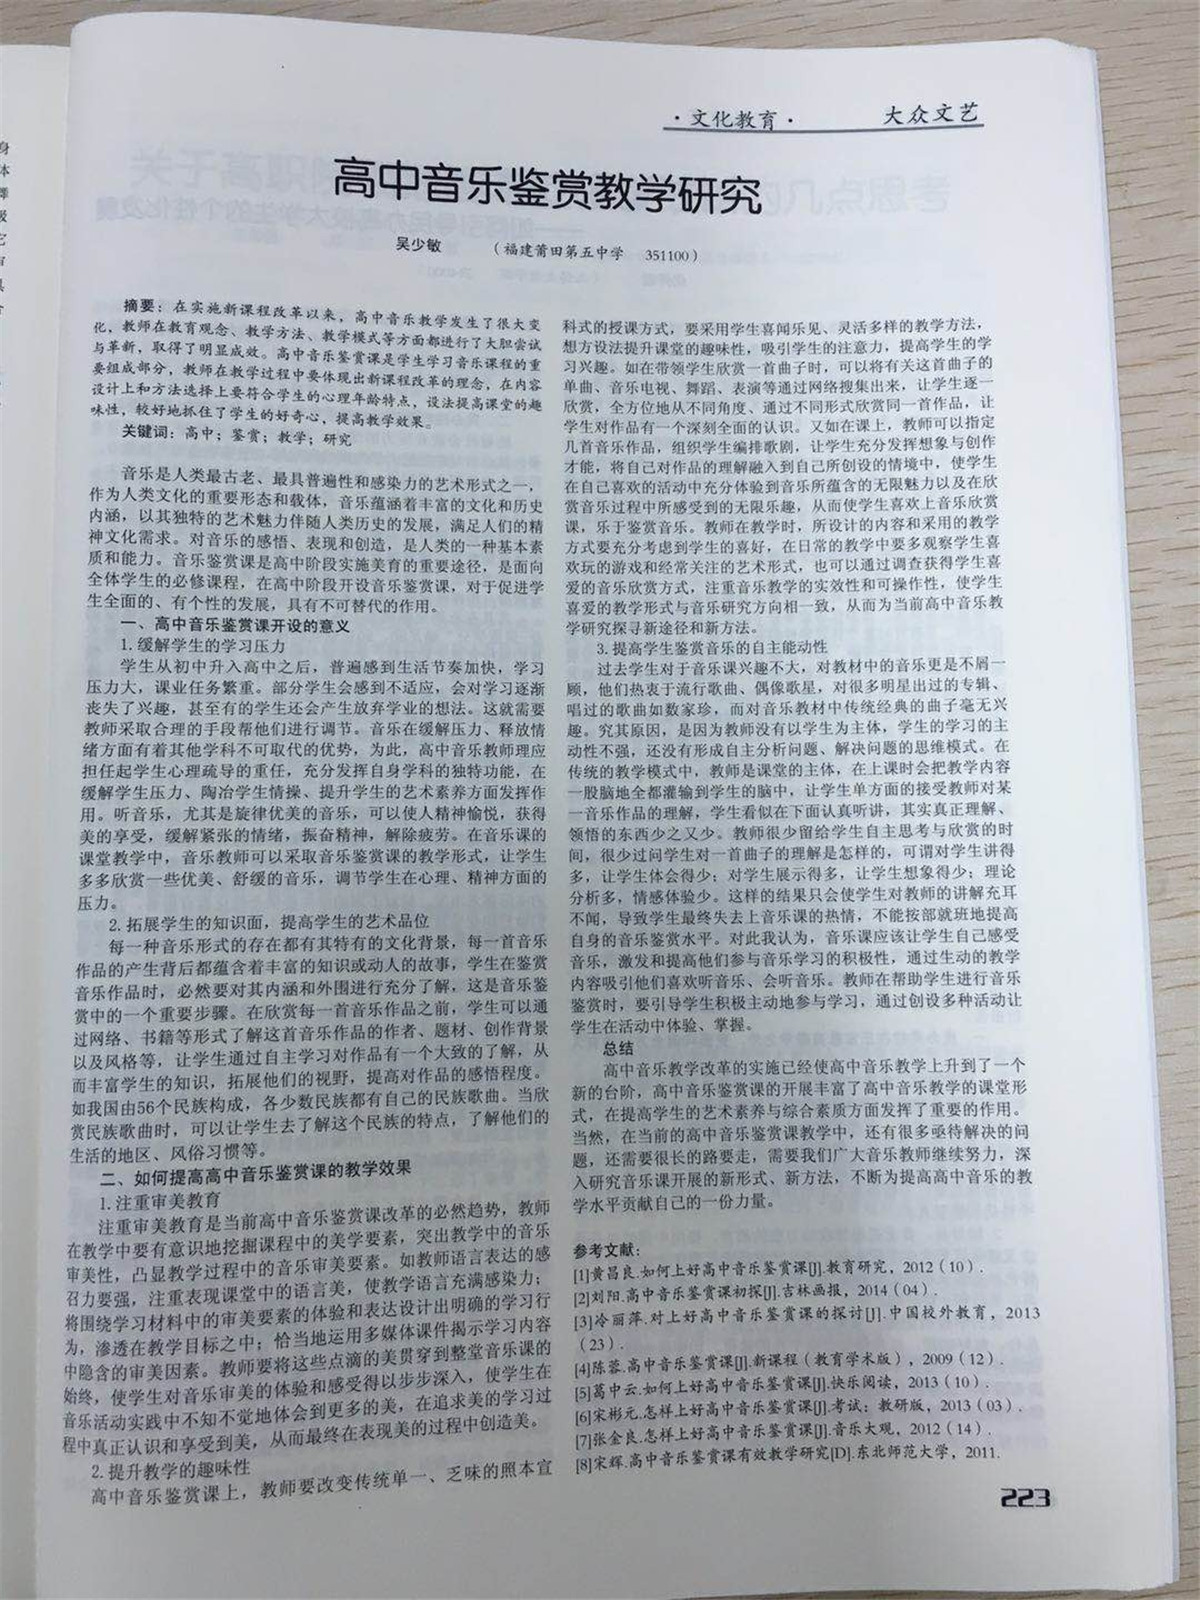 ·文化教育· 大众文艺
高中音乐鉴赏教学研究
吴少敏 （福建莆田第五中学 351100）
摘要：在实施新课程改革以来，高中音乐教学发生了很大变
化，教师在教育观念、教学方法、教学模式等方面都进行了大胆尝试
与革新，取得了明显成效。高中音乐鉴赏课是学生学习音乐课程的重
要组成部分，教师在教学过程中要体现出新课程改革的理念，在内容
设计上和方法选择上要符合学生的心理年龄特点，设法提高课堂的趣
味性，较好地抓住了学生的好奇心，提高教学效果。
关键词：高中；鉴赏；教学；研究
音乐是人类最古老、最具普遍性和感染力的艺术形式之一，
作为人类文化的重要形态和载体，音乐蕴涵着丰富的文化和历史
内涵，以其独特的艺术魅力伴随人类历史的发展，满足人们的精
神文化需求。对音乐的感悟、表现和创造，是人类的一种基本素
质和能力。音乐鉴赏课是高中阶段实施美育的重要途径，是面向
全体学生的必修课程，在高中阶段开设音乐鉴赏课，对于促进学
生全面的、有个性的发展，具有不可替代的作用。
一、高中音乐鉴赏课开设的意义
1.缓解学生的学习压力
学生从初中升入高中之后，普遍感到生活节奏加快，学习
压力大，课业任务繁重。部分学生会感到不适应，会对学习逐渐
丧失了兴趣，甚至有的学生还会产生放弃学业的想法。这就需要
教师采取合理的手段帮他们进行调节。音乐在缓解压力、释放情
绪方面有着其他学科不可取代的优势，为此，高中音乐教师理应
担任起学生心理疏导的重任，充分发挥自身学科的独特功能，在
缓解学生压力、陶冶学生情操、提升学生的艺术素养方面发挥作
用。听音乐，尤其是旋律优美的音乐，可以使人精神愉悦，获得
美的享受，缓解紧张的情绪，振奋精神，解除疲劳。在音乐课的
课堂教学中，音乐教师可以采取音乐鉴赏课的教学形式，让学生
多多欣赏一些优美、舒缓的音乐，调节学生在心理、精神方面的
压力。
2.拓展学生的知识面，提高学生的艺术品位
每一种音乐形式的存在都有其特有的文化背景，每一首音乐
作品的产生背后都蕴含着丰富的知识或动人的故事，学生在鉴赏
音乐作品时，必然要对其内涵和外围进行充分了解，这是音乐鉴
赏中的一个重要步骤。在欣赏每一首音乐作品之前，学生可以通
过网络、书籍等形式了解这首音乐作品的作者、题材、创作背景
以及风格等，让学生通过自主学习对作品有一个大致的了解，从
而丰富学生的知识，拓展他们的视野，提高对作品的感悟程度。
如我国由56个民族构成，各少数民族都有自己的民族歌曲。当欣
赏民族歌曲时，可以让学生去了解这个民族的特点，了解他们的
生活的地区、风俗习惯等。
二、如何提高高中音乐鉴赏课的教学效果
1.注重审美教育
注重审美教育是当前高中音乐鉴赏课改革的必然趋势，教师
在教学中要有意识地挖掘课程中的美学要素，突出教学中的音乐
审美性，凸显教学过程中的音乐审美要素。如教师语言表达的感
召力要强，注重表现课堂中的语言美，使教学语言充满感染力；
将围绕学习材料中的审美要素的体验和表达设计出明确的学习行
为，渗透在教学目标之中；恰当地运用多媒体课件揭示学习内容
中隐含的审美因素。教师要将这些点滴的美贯穿到整堂音乐课的
始终，使学生对音乐审美的体验和感受得以步步深入，使学生在
音乐活动实践中不知不觉地体会到更多的美，在追求美的学习过
程中真正认识和享受到美，从而最终在表现美的过程中创造美。
2.提升教学的趣味性
高中音乐鉴赏课上，教师要改变传统单一、乏味的照本宣
科式的授课方式，要采用学生喜闻乐见、灵活多样的教学方法，
想方设法提升课堂的趣味性，吸引学生的注意力，提高学生的学
习兴趣。如在带领学生欣赏一首曲子时，可以将有关这首曲子的
单曲、音乐电视、舞蹈、表演等通过网络搜集出来，让学生逐一
欣赏，全方位地从不同角度、通过不同形式欣赏同一首作品，让
学生对作品有一个深刻全面的认识。又如在课上，教师可以指定
几首音乐作品，组织学生编排歌剧，让学生充分发挥想象与创作
才能，将自己对作品的理解融入到自己所创设的情境中，使学生
在自己喜欢的活动中充分体验到音乐所蕴含的无限魅力以及在欣
赏音乐过程中所感受到的无限乐趣，从而使学生喜欢上音乐欣赏
课，乐于鉴赏音乐。教师在教学时，所设计的内容和采用的教学
方式要充分考虑到学生的喜好，在日常的教学中要多观察学生喜
欢玩的游戏和经常关注的艺术形式，也可以通过调查获得学生喜
爱的音乐欣赏方式，注重音乐教学的实效性和可操作性，使学生
喜爱的教学形式与音乐研究方向相一致，从而为当前高中音乐教
学研究探寻新途径和新方法。
3.提高学生鉴赏音乐的自主能动性
过去学生对于音乐课兴趣不大，对教材中的音乐更是不屑一
顾，他们热衷于流行歌曲、偶像歌星，对很多明星出过的专辑、
唱过的歌曲如数家珍，而对音乐教材中传统经典的曲子毫无兴
趣。究其原因，是因为教师没有以学生为主体，学生的学习的主
动性不强，还没有形成自主分析问题、解决问题的思维模式。在
传统的教学模式中，教师是课堂的主体，在上课时会把教学内容
一股脑地全都灌输到学生的脑中，让学生单方面的接受教师对某
一音乐作品的理解，学生看似在下面认真听讲，其实真正理解、
领悟的东西少之又少。教师很少留给学生自主思考与欣赏的时
间，很少过问学生对一首曲子的理解是怎样的，可谓对学生讲得
多，让学生体会得少；对学生展示得多，让学生想象得少；理论
分析多，情感体验少。这样的结果只会使学生对教师的讲解充耳
不闻，导致学生最终失去上音乐课的热情，不能按部就班地提高
自身的音乐鉴赏水平。对此我认为，音乐课应该让学生自己感受
音乐，激发和提高他们参与音乐学习的积极性，通过生动的教学
内容吸引他们喜欢听音乐、会听音乐。教师在帮助学生进行音乐
鉴赏时，要引导学生积极主动地参与学习，通过创设多种活动让
学生在活动中体验、掌握。
总结
高中音乐教学改革的实施已经使高中音乐教学上升到了一个
新的台阶，高中音乐鉴赏课的开展丰富了高中音乐教学的课堂形
式，在提高学生的艺术素养与综合素质方面发挥了重要的作用。
当然，在当前的高中音乐鉴赏课教学中，还有很多亟待解决的问
题，还需要很长的路要走，需要我们广大音乐教师继续努力，深
入研究音乐课开展的新形式、新方法，不断为提高高中音乐的教
学水平贡献自己的一份力量。
参考文献：
[1]黄昌良.如何上好高中音乐鉴赏课[J].教育研究，2012（10）.
[2]刘阳.高中音乐鉴赏课初探[J].吉林画报，2014（04）.
[3]冷丽萍.对上好高中音乐鉴赏课的探讨[J].中国校外教育，2013
（23）.
[4]陈蓉.高中音乐鉴赏课[J].新课程（教育学术版），2009（12）.
[5]葛中云.如何上好高中音乐鉴赏课[J].快乐阅读，2013（10）.
[6]宋彬元.怎样上好高中音乐鉴赏课[J].考试：教研版，2013（03）.
[7]张金良.怎样上好高中音乐鉴赏课[J].音乐大观，2012（14）.
[8]宋辉.高中音乐鉴赏课有效教学研究[D].东北师范大学，2011.
223